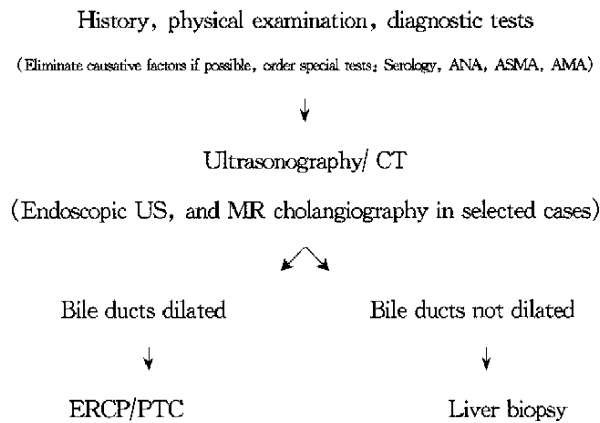 History, physical examination, diagnostic tests
(Eliminate causative factors if possible, order special tests; Serology, ANA, ASMA, AMA)
Ultrasonography/ CT
(Endoscopic US, and MR cholangiography in selected cases)
Bile ducts dilated
Bile ducts not dilated
ERCP/PTC
Liver biopsy